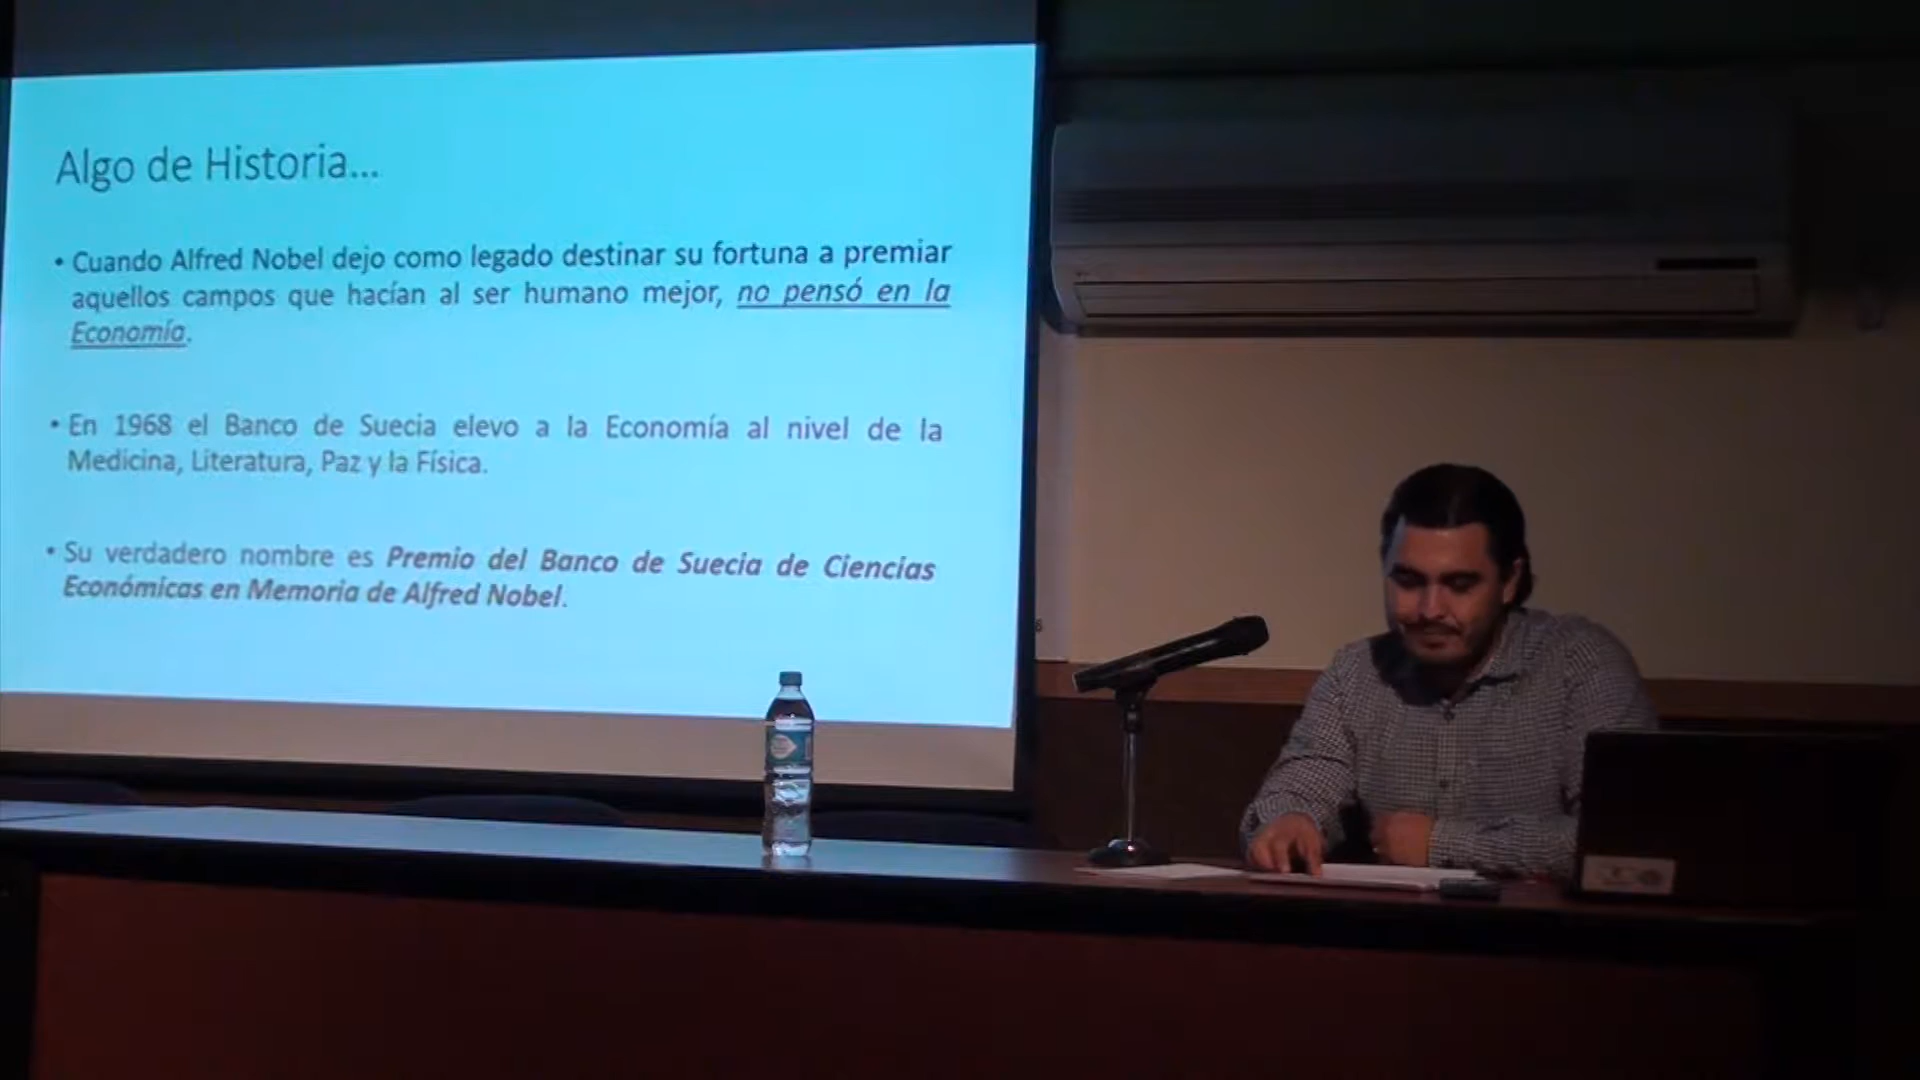 Algo de Historia...
• Cuando Alfred Nobel dejo como legado destinar su fortuna a premiar
aquellos campos que hacían al ser humano mejor, no pensó en la
Economía.
• En 1968 el Banco de Suecia elevo a la Economía al nivel de la
Medicina, Literatura, Paz y la Física.
• Su verdadero nombre es Premio del Banco de Suecia de Ciencias
Económicas en Memoria de Alfred Nobel.